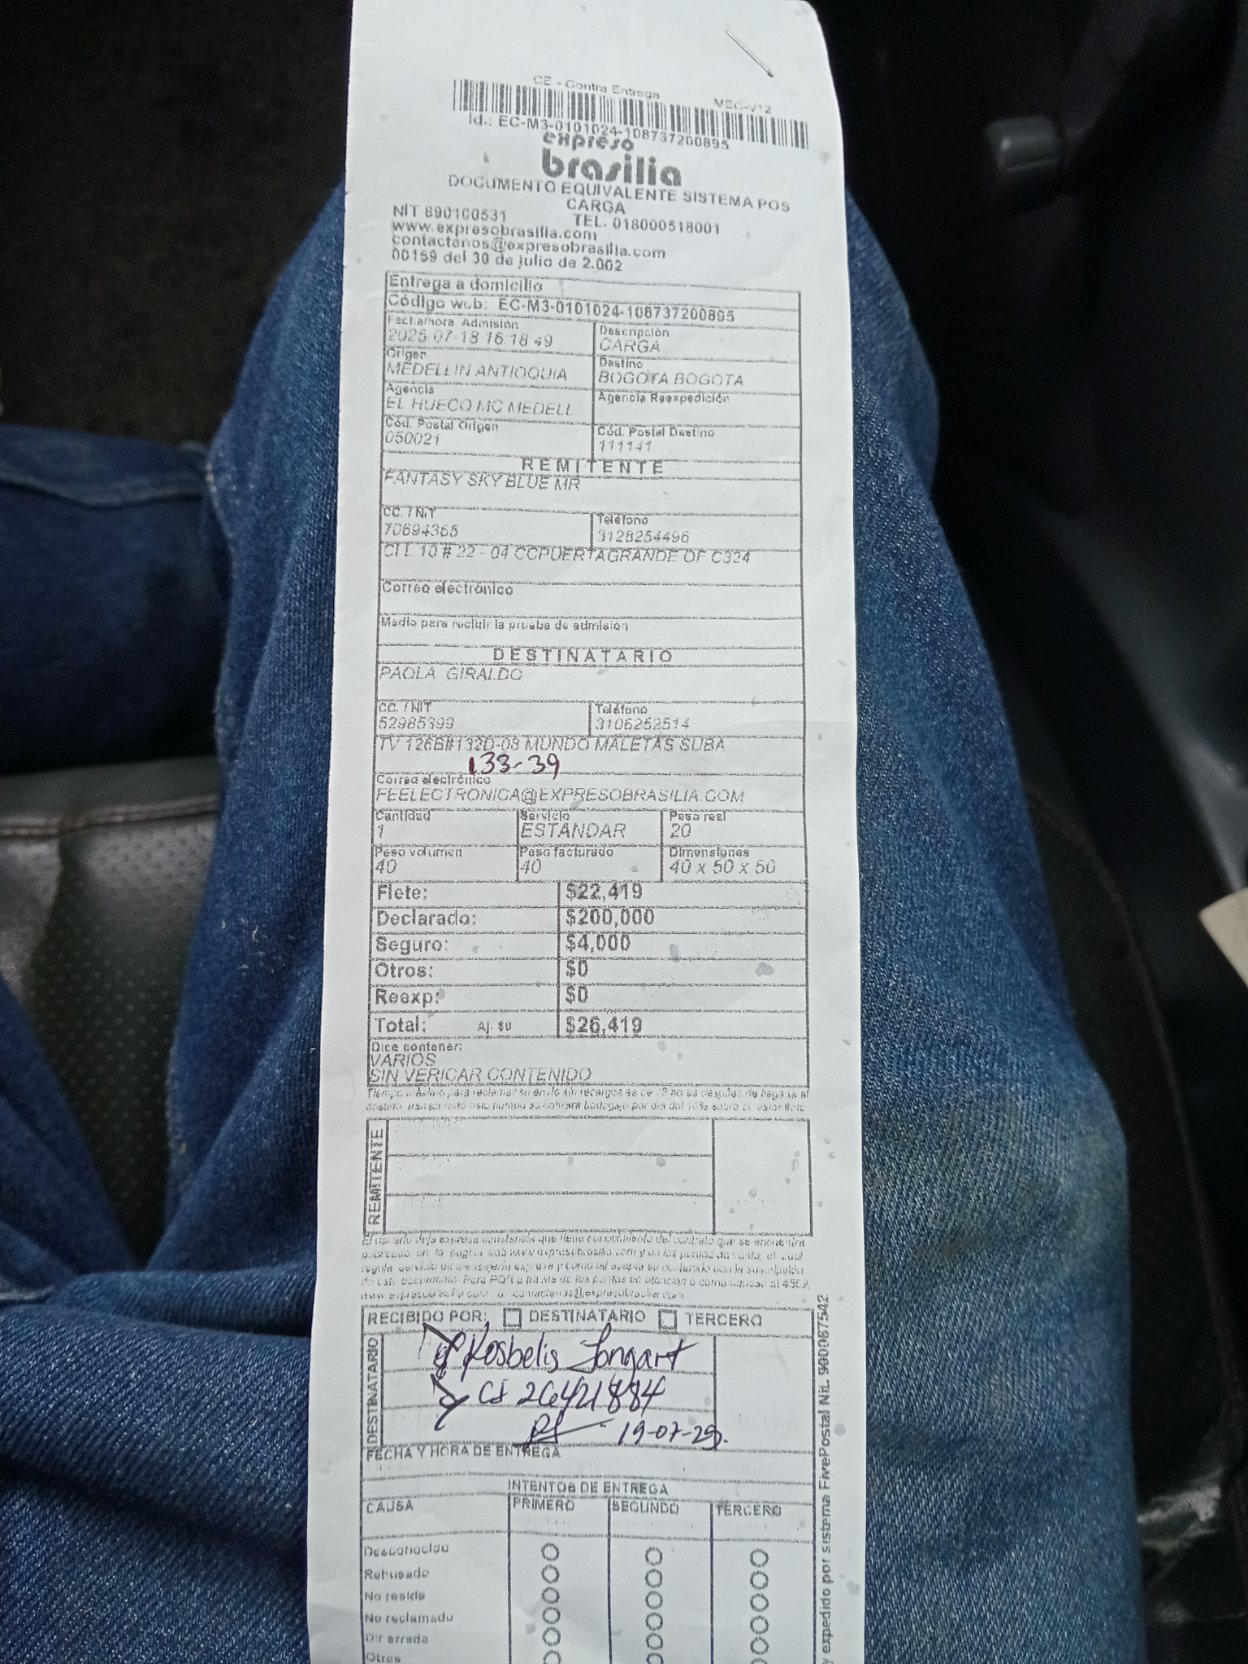 CE - Contra Entrega MEC-V12
Id.: EC-M3-0101024-108737200895
expreso
brasilia
DOCUMENTO EQUIVALENTE SISTEMA POS
CARGA
NIT 890100531 TEL. 018000518001
www.expresobrasilia.com
contactenos@expresobrasilia.com
00159 del 30 de julio de 2.002
Entrega a domicilio
Código web: EC-M3-0101024-108737200895
Fecha/hora Admisión Descripción
2025-07-18 16:18:49 CARGA
Origen Destino
MEDELLIN ANTIOQUIA BOGOTA BOGOTA
Agencia Agencia Reexpedición
EL HUECO MC MEDELL
Cód. Postal Origen Cód. Postal Destino
050021 111141
REMITENTE
FANTASY SKY BLUE MR
CC. / NIT Teléfono
70694365 3128254496
CLL 10 # 22 - 04 CCPUERTAGRANDE OF C324
Correo electrónico
Medio para recibir la prueba de admisión
DESTINATARIO
PAOLA GIRALDO
CC. / NIT Teléfono
52985399 3106252514
TV 126B#132D-08 MUNDO MALETAS SUBA
133-39
Correo electrónico
FEELECTRONICA@EXPRESOBRASILIA.COM
Cantidad Servicio Peso real
1 ESTANDAR 20
Peso volumen Peso facturado Dimensiones
40 40 40 x 50 x 50
Flete: $22,419
Declarado: $200,000
Seguro: $4,000
Otros: $0
Reexp: $0
Total: Aj. $0 $26,419
Dice contener:
VARIOS
SIN VERICAR CONTENIDO
REMITENTE
RECIBIDO POR: DESTINATARIO TERCERO
DESTINATARIO
Rosbelis Longart
CI 26421884
19-07-25.
FECHA Y HORA DE ENTREGA
INTENTOS DE ENTREGA
CAUSA PRIMERO SEGUNDO TERCERO
Desconocido
Rehusado
No reside
No reclamado
Dir errada
Otros
y expedido por sistema FivePostal Nit. 900087542